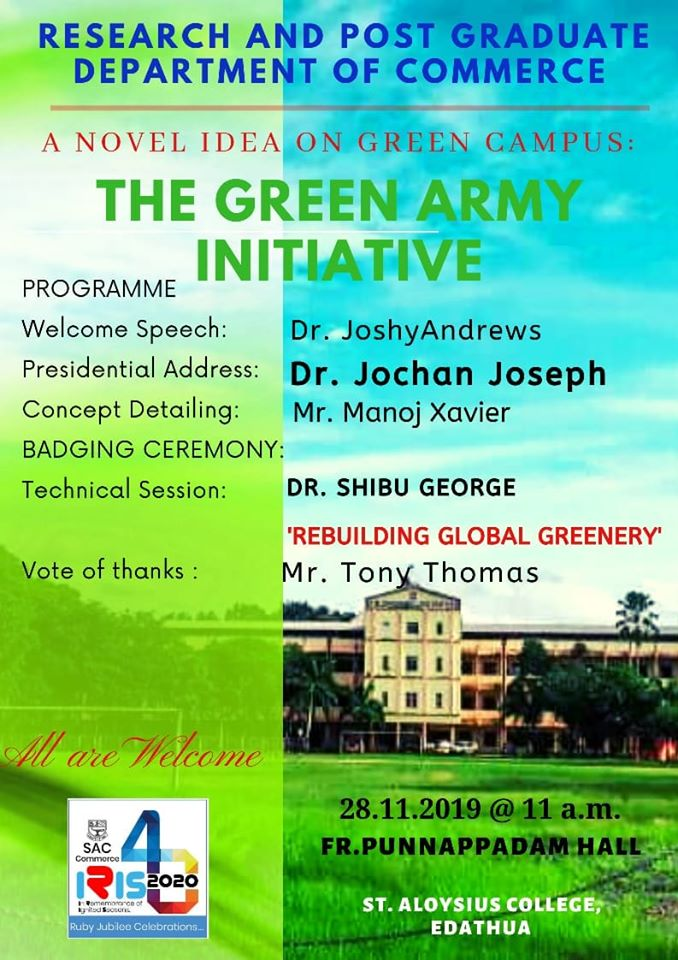 RESEARCH AND POST GRADUATE
DEPARTMENT OF COMMERCE
A NOVEL IDEA ON GREEN CAMPUS:
THE GREEN ARMY
INITIATIVE
PROGRAMME
Welcome Speech: Dr. JoshyAndrews
Presidential Address: Dr. Jochan Joseph
Concept Detailing: Mr. Manoj Xavier
BADGING CEREMONY:
Technical Session: DR. SHIBU GEORGE
'REBUILDING GLOBAL GREENERY'
Vote of thanks : Mr. Tony Thomas
All are Welcome
SAC
Commerce
40
IRIS 2020
In Remembrance of
Ignited Seasons.
Ruby Jubilee Celebrations...
28.11.2019 @ 11 a.m.
FR.PUNNAPPADAM HALL
ST. ALOYSIUS COLLEGE,
EDATHUA